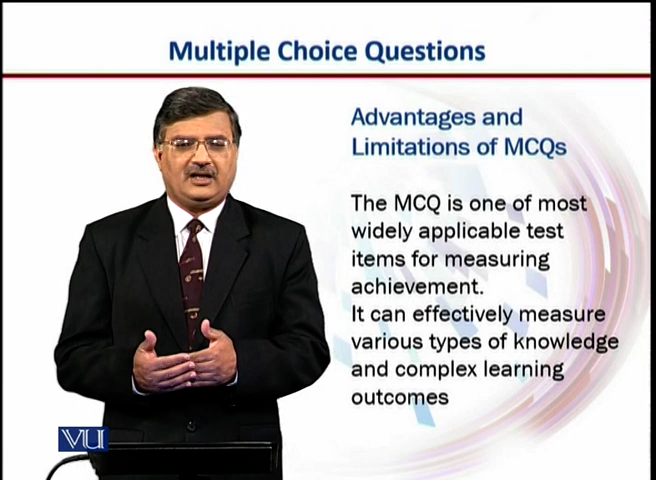 Multiple Choice Questions
Advantages and
Limitations of MCQs
The MCQ is one of most
widely applicable test
items for measuring
achievement.
It can effectively measure
various types of knowledge
and complex learning
outcomes
VU